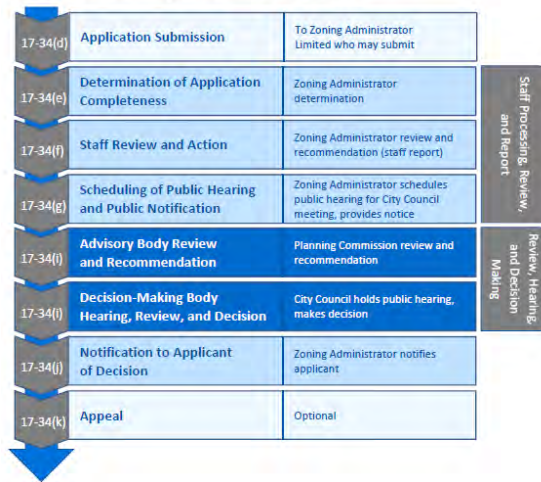 17-34(d)
Application Submission
To Zoning Administrator
Limited who may submit
17-34(e)
Determination of Application
Completeness
Zoning Administrator
determination
17-34(f)
Staff Review and Action
Zoning Administrator review and
recommendation (staff report)
17-34(g)
Scheduling of Public Hearing
and Public Notification
Zoning Administrator schedules
public hearing for City Council
meeting, provides notice
Staff Processing, Review,
and Report
17-34(i)
Advisory Body Review
and Recommendation
Planning Commission review and
recommendation
17-34(i)
Decision-Making Body
Hearing, Review, and Decision
City Council holds public hearing,
makes decision
Review, Hearing,
and Decision
Making
17-34(j)
Notification to Applicant
of Decision
Zoning Administrator notifies
applicant
17-34(k)
Appeal
Optional